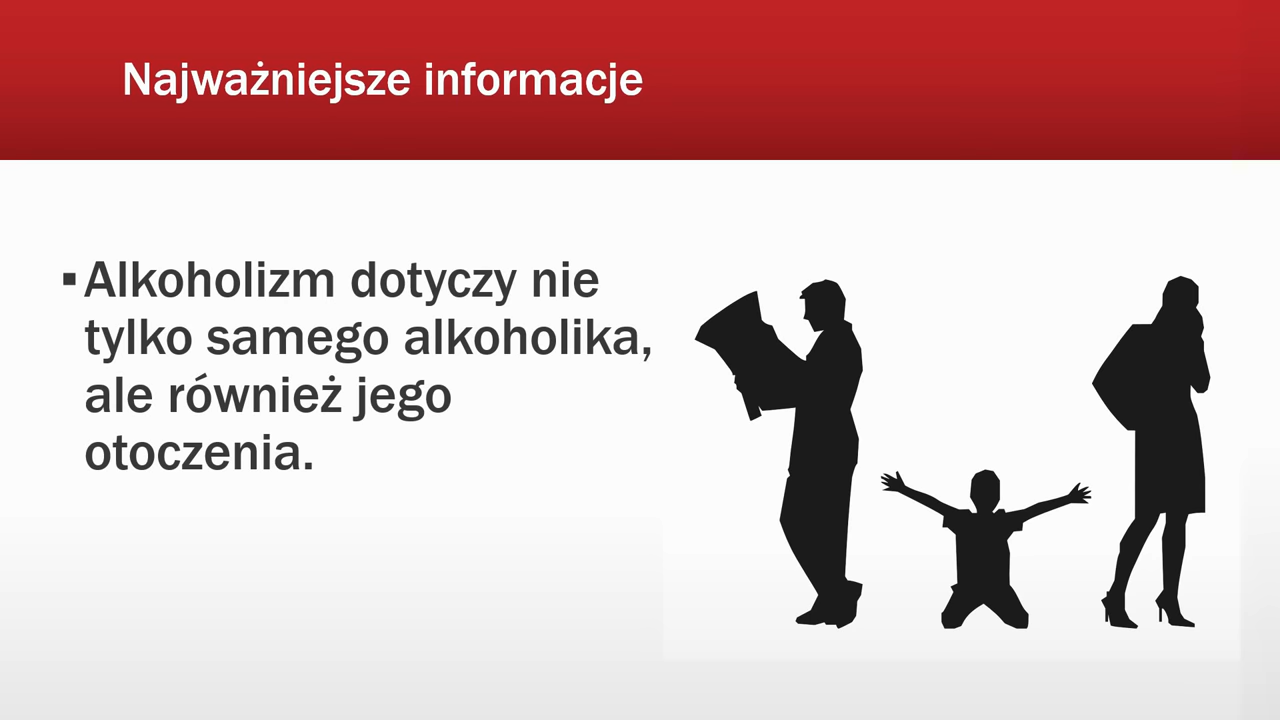 Najważniejsze informacje
▪Alkoholizm dotyczy nie
tylko samego alkoholika,
ale również jego
otoczenia.